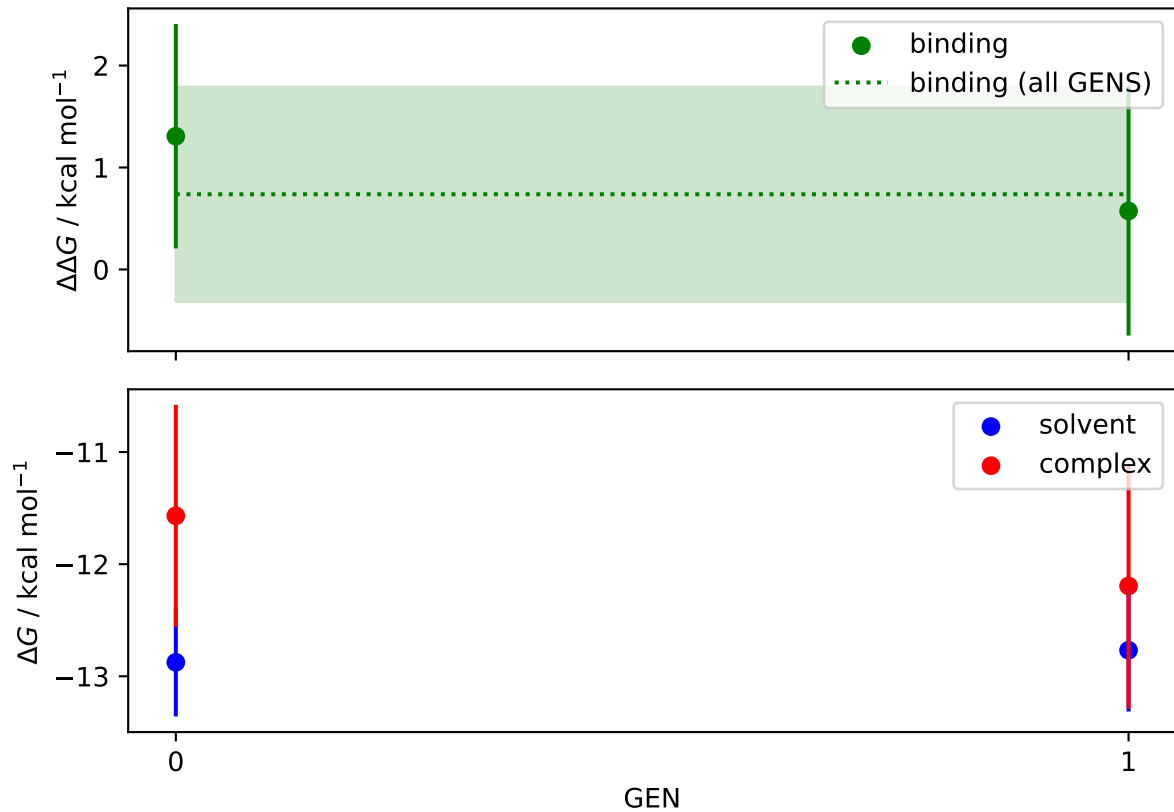 2
1
0
ΔΔG / kcal mol⁻¹
binding
binding (all GENS)
−11
−12
−13
ΔG / kcal mol⁻¹
solvent
complex
0
1
GEN